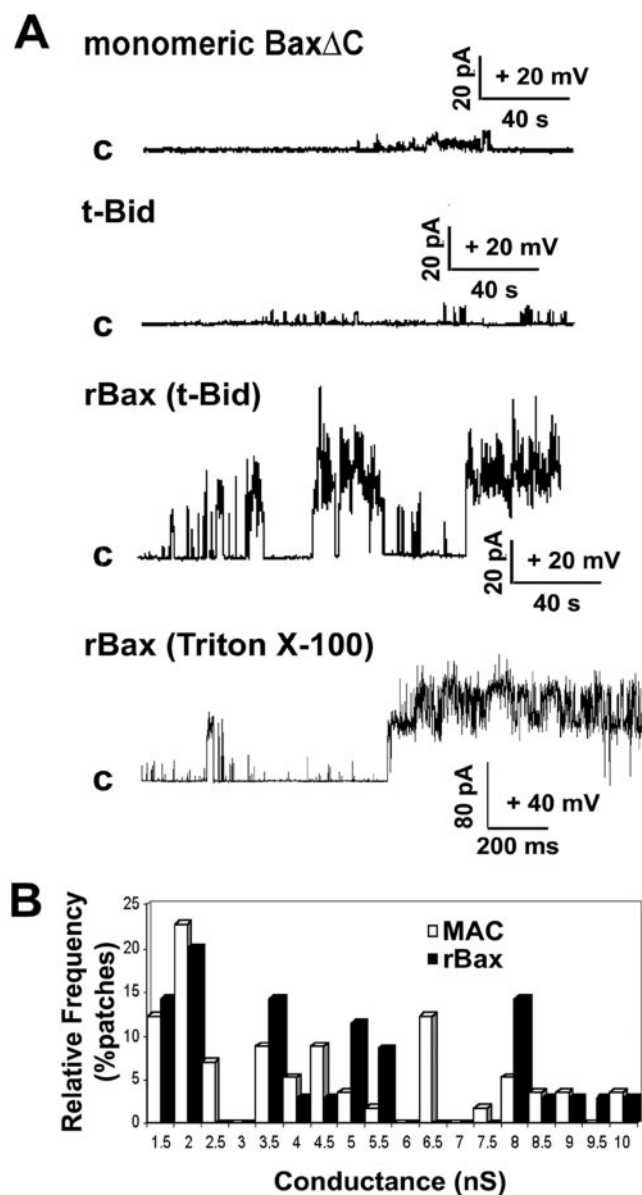 A
monomeric BaxΔC
20 pA
+ 20 mV
40 s
c
t-Bid
20 pA
+ 20 mV
40 s
c
rBax (t-Bid)
c
20 pA
+ 20 mV
40 s
rBax (Triton X-100)
c
80 pA
+ 40 mV
200 ms
B
Relative Frequency
(%patches)
25
20
15
10
5
0
MAC
rBax
1.5 2 2.5 3 3.5 4 4.5 5 5.5 6 6.5 7 7.5 8 8.5 9 9.5 10
Conductance (nS)